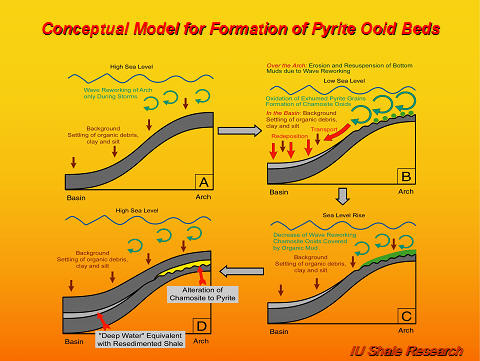 Conceptual Model for Formation of Pyrite Ooid Beds
High Sea Level
Wave Reworking of Arch
only During Storms
Background
Settling of organic debris,
clay and silt
A
Basin
Arch
Over the Arch: Erosion and Resuspension of Bottom
Muds due to Wave Reworking
Low Sea Level
Oxidation of Exhumed Pyrite Grains
Formation of Chamosite Ooids
In the Basin: Background
Settling of organic debris,
clay and silt
Transport
Redeposition
B
Basin
Arch
High Sea Level
Background
Settling of organic debris,
clay and silt
Alteration of
Chamosite to Pyrite
"Deep Water" Equivalent
with Resedimented Shale
D
Basin
Arch
Sea Level Rise
Decrease of Wave Reworking
Chamosite Ooids Covered
by Organic Mud
Background
Settling of organic debris,
clay and silt
C
Basin
Arch
IU Shale Research